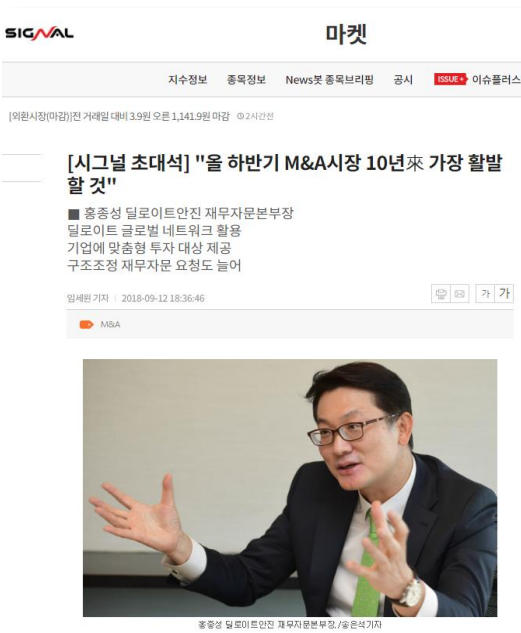 SIGNAL
마켓
지수정보 종목정보 News봇 종목브리핑 공시 ISSUE+ 이슈플러스
[외환시장(마감)]전 거래일 대비 3.9원 오른 1,141.9원 마감 2시간전
[시그널 초대석] "올 하반기 M&A시장 10년來 가장 활발
할 것"
■ 홍종성 딜로이트안진 재무자문본부장
딜로이트 글로벌 네트워크 활용
기업에 맞춤형 투자 대상 제공
구조조정 재무자문 요청도 늘어
임세원 기자 | 2018-09-12 18:36:46
가 가
M&A
홍종성 딜로이트안진 재무자문본부장./송은석기자